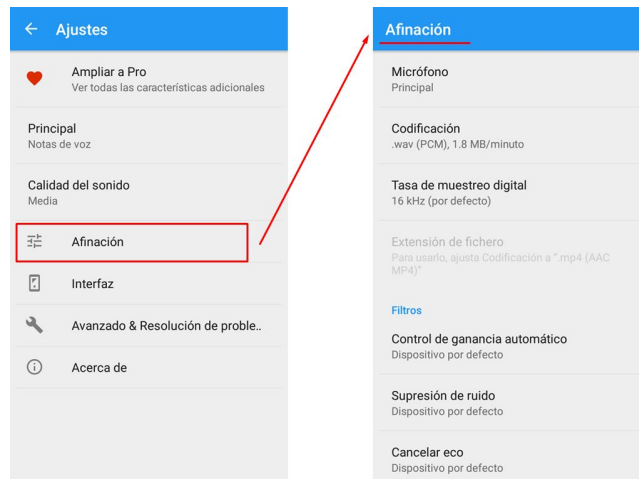 Ajustes
Ampliar a Pro
Ver todas las características adicionales
Principal
Notas de voz
Calidad del sonido
Media
Afinación
Interfaz
Avanzado & Resolución de proble..
Acerca de
Afinación
Micrófono
Principal
Codificación
.wav (PCM), 1.8 MB/minuto
Tasa de muestreo digital
16 kHz (por defecto)
Extensión de fichero
Para usarlo, ajusta Codificación a ".mp4 (AAC
MP4)"
Filtros
Control de ganancia automático
Dispositivo por defecto
Supresión de ruido
Dispositivo por defecto
Cancelar eco
Dispositivo por defecto